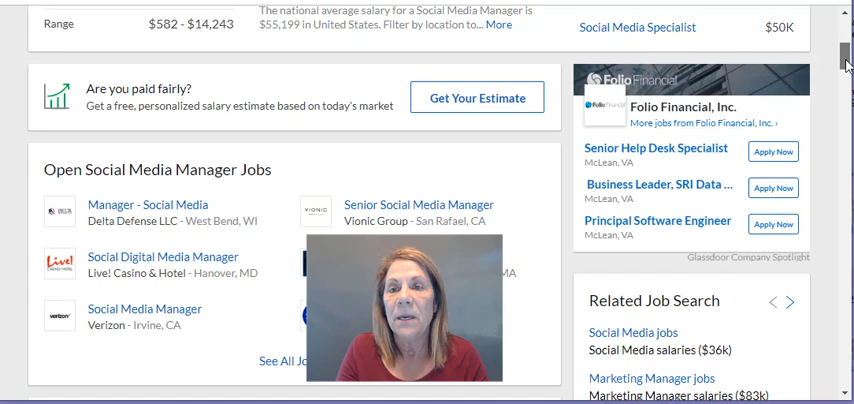 Range
$582 - $14,243
The national average salary for a Social Media Manager is
$55,199 in United States. Filter by location to... More
Social Media Specialist
$50K
Are you paid fairly?
Get a free, personalized salary estimate based on today's market
Get Your Estimate
Open Social Media Manager Jobs
Manager - Social Media
Delta Defense LLC - West Bend, WI
Senior Social Media Manager
VIONIC
Vionic Group - San Rafael, CA
Social Digital Media Manager
Live!
Live! Casino & Hotel - Hanover, MD
MA
Social Media Manager
verizon
Verizon - Irvine, CA
See All Jo
Folio Financial
Folio Financial, Inc.
More jobs from Folio Financial, Inc. ›
Senior Help Desk Specialist
McLean, VA
Apply Now
Business Leader, SRI Data ...
McLean, VA
Apply Now
Principal Software Engineer
McLean, VA
Apply Now
Glassdoor Company Spotlight
Related Job Search
Social Media jobs
Social Media salaries ($36k)
Marketing Manager jobs
Marketing Manager salaries ($83k)